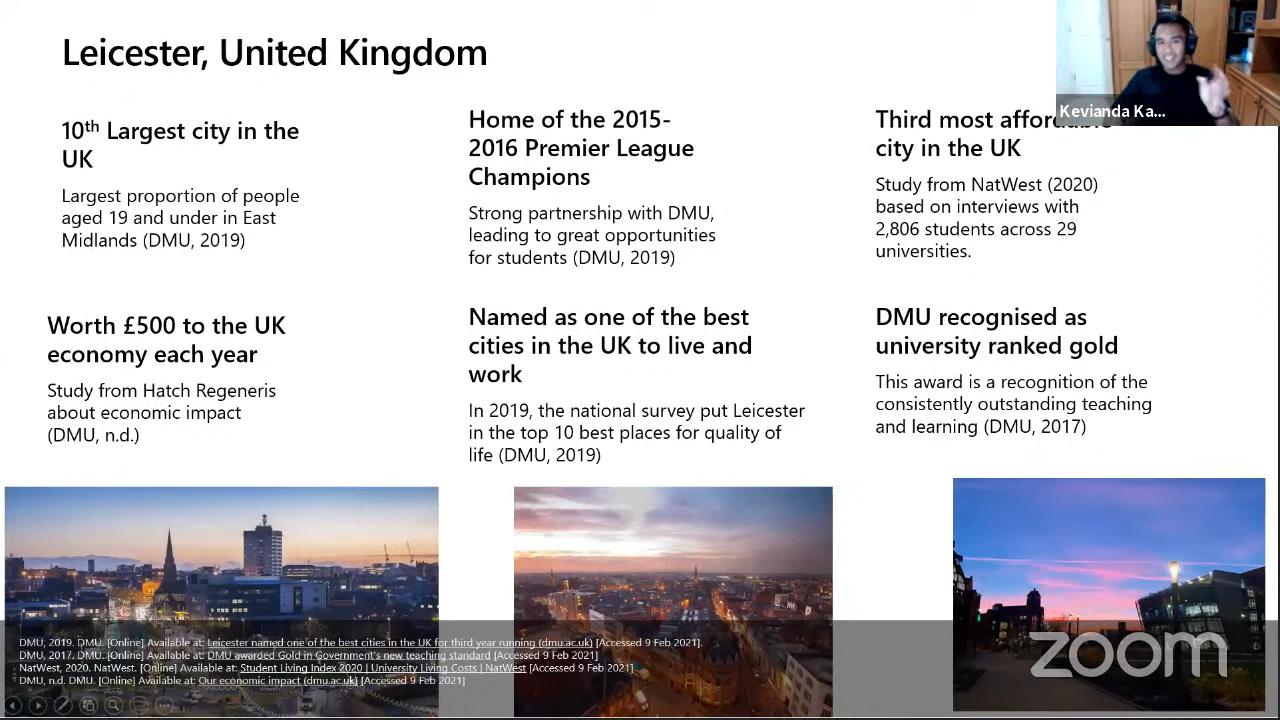 Leicester, United Kingdom
Kevianda Ka...
10th Largest city in the
UK
Largest proportion of people
aged 19 and under in East
Midlands (DMU, 2019)
Home of the 2015-
2016 Premier League
Champions
Strong partnership with DMU,
leading to great opportunities
for students (DMU, 2019)
Third most affordable
city in the UK
Study from NatWest (2020)
based on interviews with
2,806 students across 29
universities.
Worth £500 to the UK
economy each year
Study from Hatch Regeneris
about economic impact
(DMU, n.d.)
Named as one of the best
cities in the UK to live and
work
In 2019, the national survey put Leicester
in the top 10 best places for quality of
life (DMU, 2019)
DMU recognised as
university ranked gold
This award is a recognition of the
consistently outstanding teaching
and learning (DMU, 2017)
DMU, 2019. DMU. [Online] Available at: Leicester named one of the best cities in the UK for third year running (dmu.ac.uk) [Accessed 9 Feb 2021].
DMU, 2017. DMU. [Online] Available at: DMU awarded Gold in Government's new teaching standard [Accessed 9 Feb 2021]
NatWest, 2020. NatWest. [Online] Available at: Student Living Index 2020 | University Living Costs | NatWest [Accessed 9 Feb 2021]
DMU, n.d. DMU. [Online] Available at: Our economic impact (dmu.ac.uk) [Accessed 9 Feb 2021]
zoom